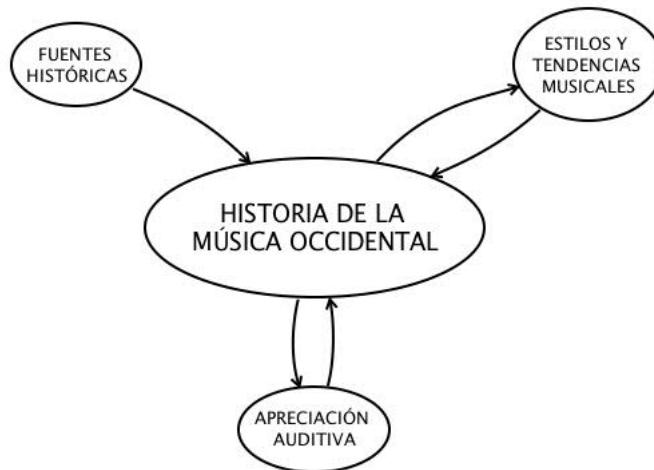 FUENTES
HISTÓRICAS
ESTILOS Y
TENDENCIAS
MUSICALES
HISTORIA DE LA
MÚSICA OCCIDENTAL
APRECIACIÓN
AUDITIVA